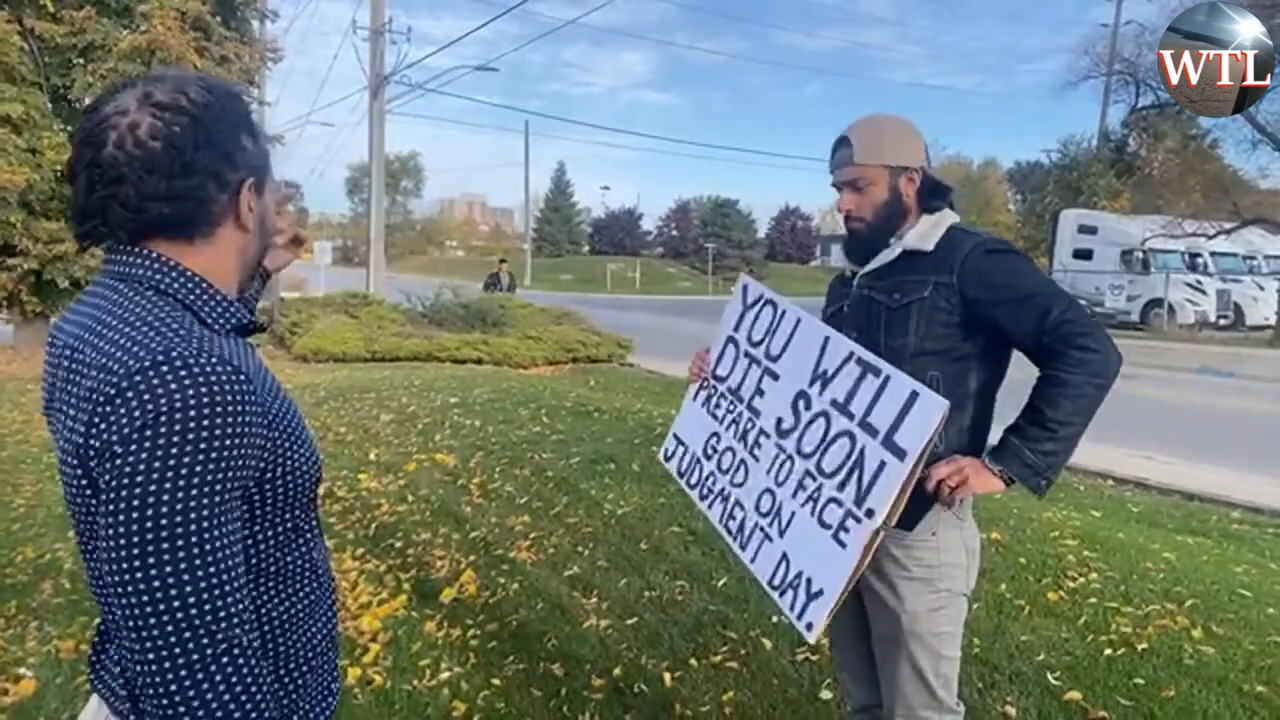 WTL
YOU WILL
DIE SOON.
PREPARE TO FACE
GOD ON
JUDGMENT DAY.